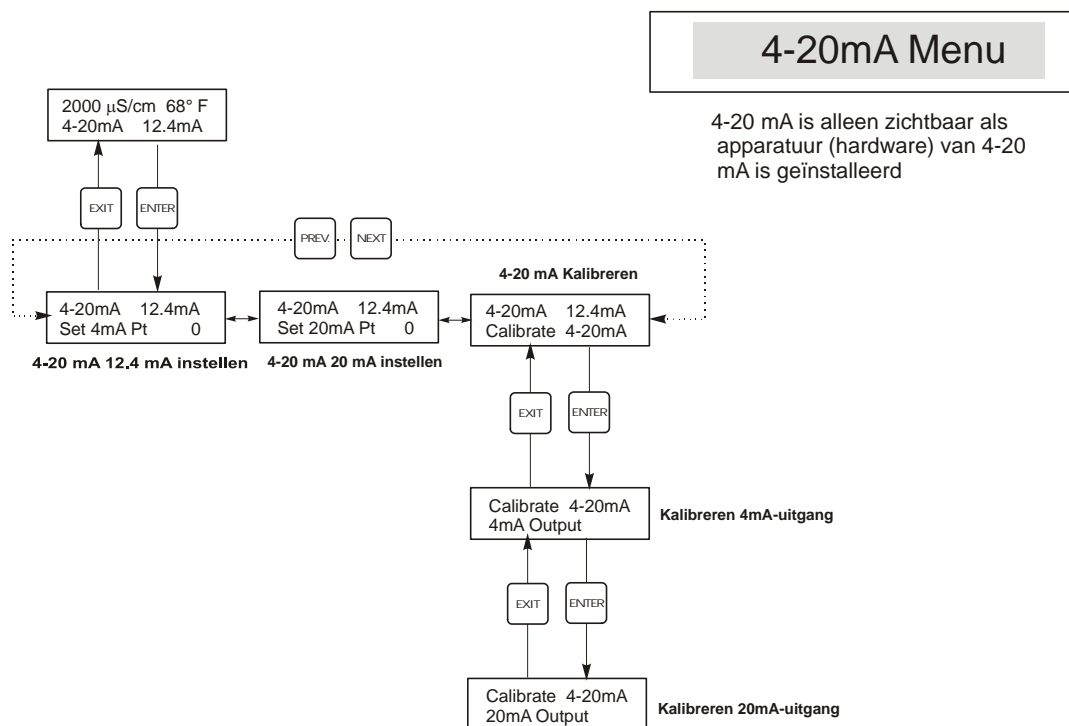 4-20mA Menu
4-20 mA is alleen zichtbaar als
apparatuur (hardware) van 4-20
mA is geïnstalleerd
2000 μS/cm 68° F
4-20mA 12.4mA
EXIT
ENTER
PREV.
NEXT
4-20 mA Kalibreren
4-20mA 12.4mA
Set 4mA Pt 0
4-20mA 12.4mA
Set 20mA Pt 0
4-20mA 12.4mA
Calibrate 4-20mA
4-20 mA 12.4 mA instellen
4-20 mA 20 mA instellen
EXIT
ENTER
Calibrate 4-20mA
4mA Output
Kalibreren 4mA-uitgang
EXIT
ENTER
Calibrate 4-20mA
20mA Output
Kalibreren 20mA-uitgang